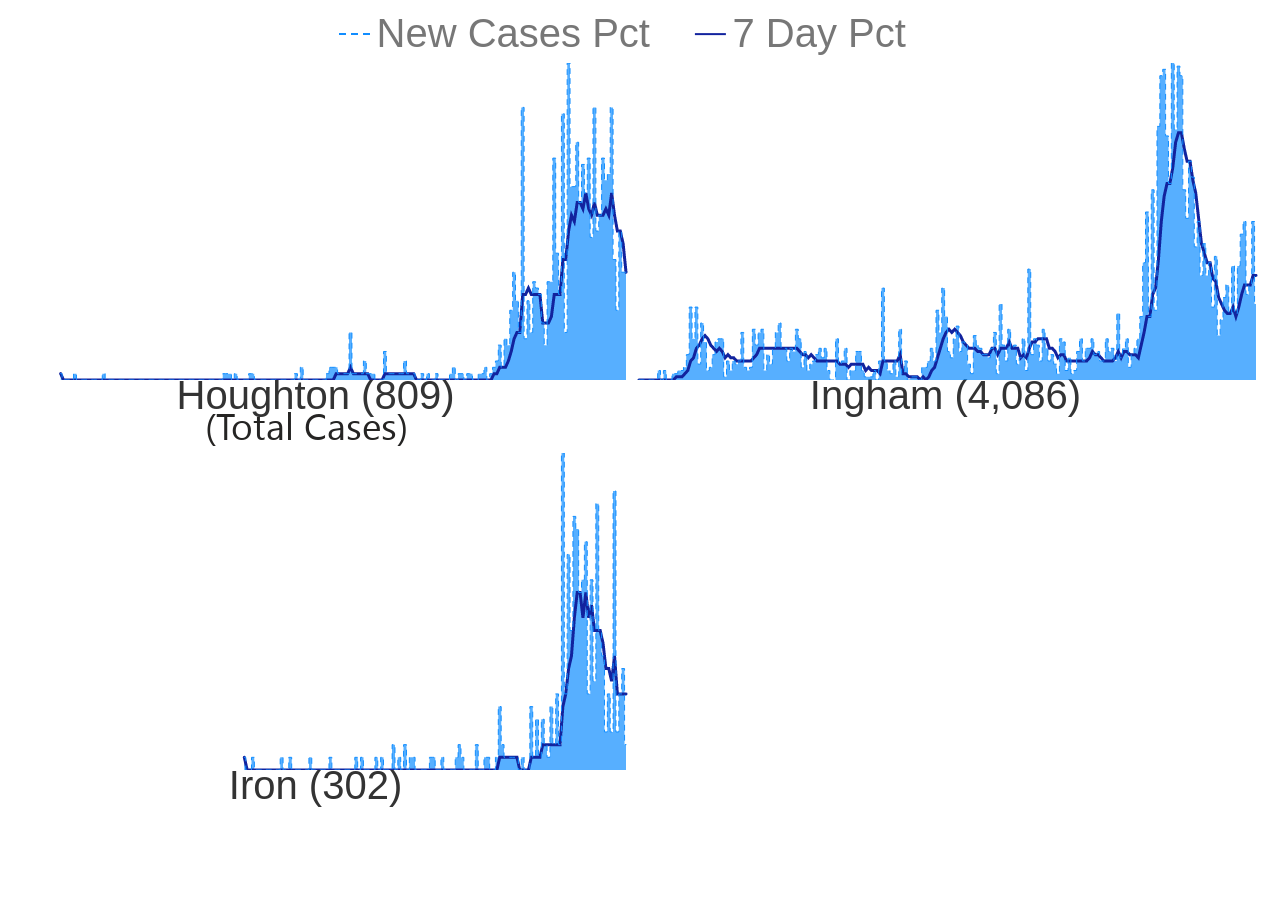 New Cases Pct 7 Day Pct
Houghton (809) Ingham (4,086)
(Total Cases)
Iron (302)